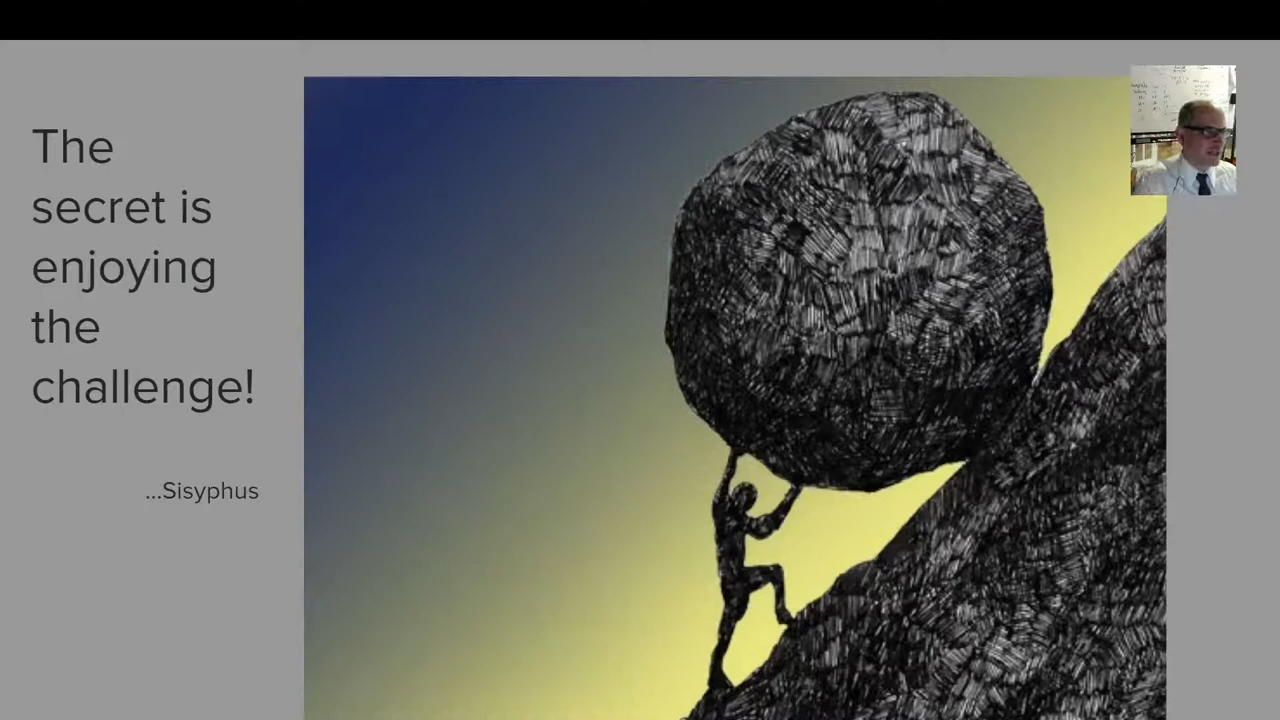 The
secret is
enjoying
the
challenge!
...Sisyphus